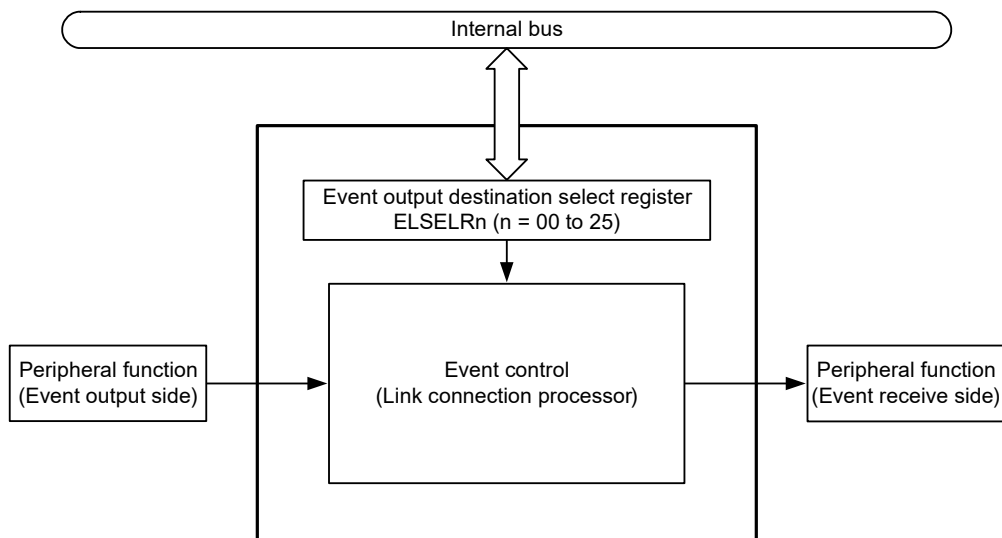 Internal bus
Event output destination select register
ELSELRn (n = 00 to 25)
Peripheral function
(Event output side)
Event control
(Link connection processor)
Peripheral function
(Event receive side)